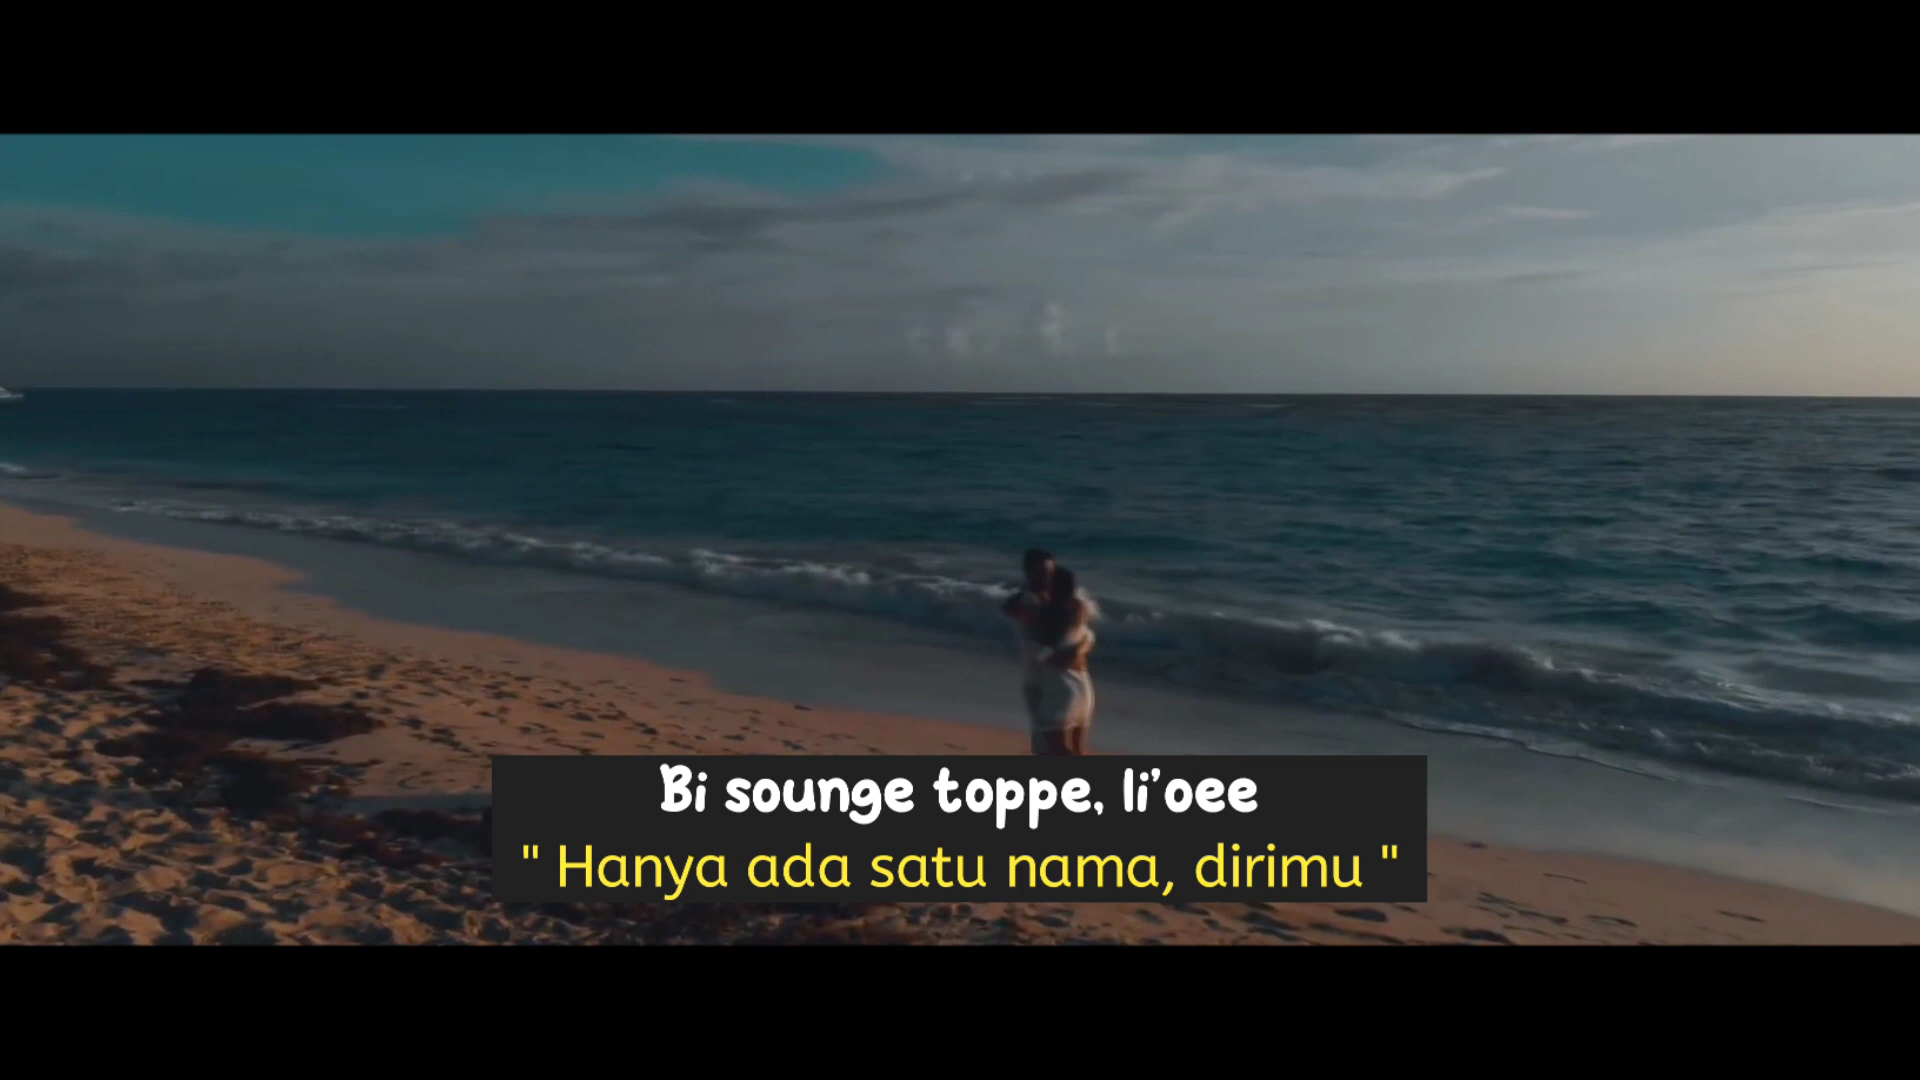 Bi sounge toppe, li'oee
" Hanya ada satu nama, dirimu "